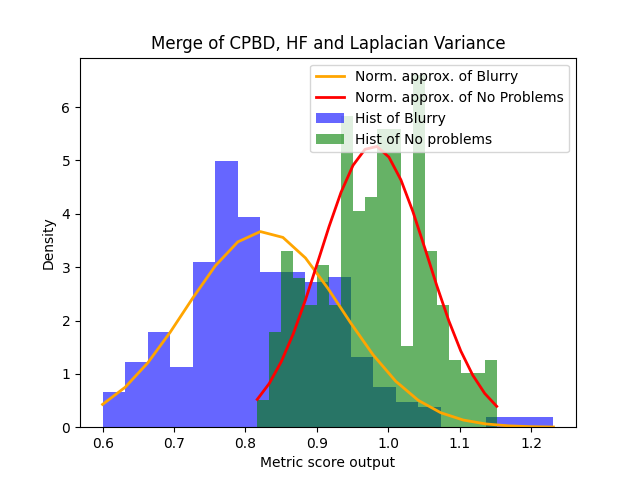 Merge of CPBD, HF and Laplacian Variance
Norm. approx. of Blurry
Norm. approx. of No Problems
Hist of Blurry
Hist of No problems
Density
6
5
4
3
2
1
0
0.6 0.7 0.8 0.9 1.0 1.1 1.2
Metric score output